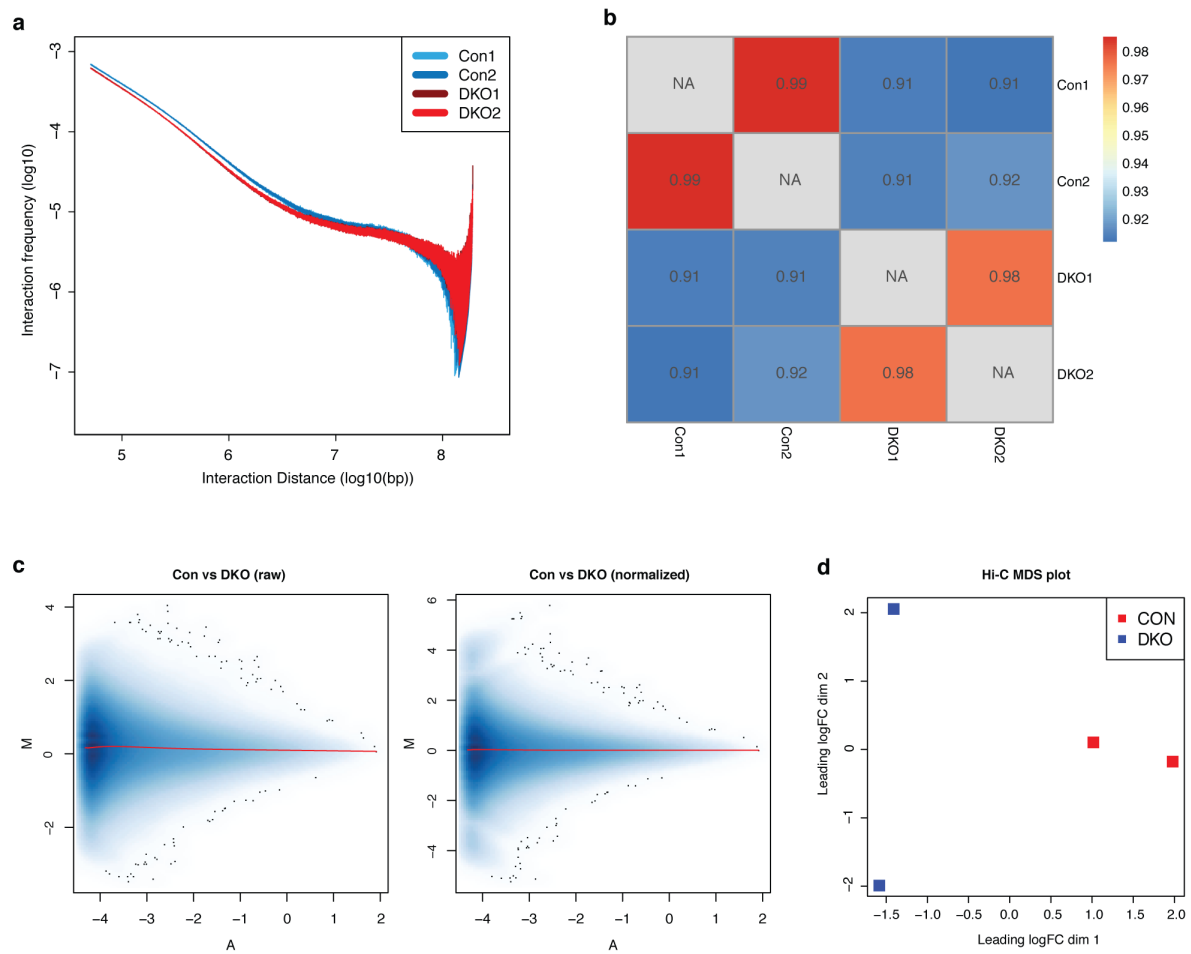 a
Interaction frequency (log10)
−3
−4
−5
−6
−7
Con1
Con2
DKO1
DKO2
5 6 7 8
Interaction Distance (log10(bp))
b
NA 0.99 0.91 0.91 Con1
0.99 NA 0.91 0.92 Con2
0.91 0.91 NA 0.98 DKO1
0.91 0.92 0.98 NA DKO2
Con1 Con2 DKO1 DKO2
0.98
0.97
0.96
0.95
0.94
0.93
0.92
c
Con vs DKO (raw)
M
4
2
0
−2
−4 −3 −2 −1 0 1 2
A
Con vs DKO (normalized)
M
6
4
2
0
−2
−4
−4 −3 −2 −1 0 1 2
A
d
Hi-C MDS plot
Leading logFC dim 2
2
1
0
−1
−2
CON
DKO
−1.5 −1.0 −0.5 0.0 0.5 1.0 1.5 2.0
Leading logFC dim 1